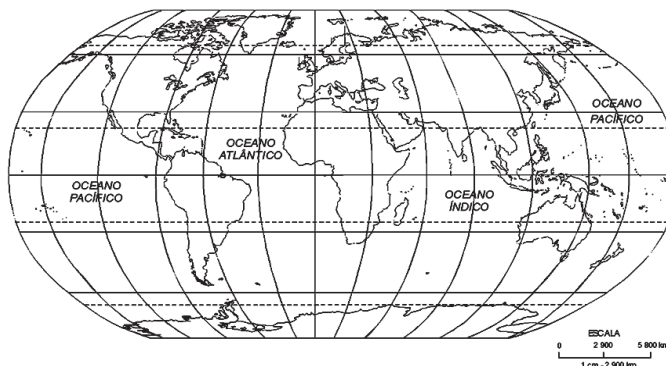 OCEANO
PACÍFICO
OCEANO
ATLÂNTICO
OCEANO
PACÍFICO
OCEANO
ÍNDICO
ESCALA
0 2 900 5 800 km
1 cm - 2 900 km